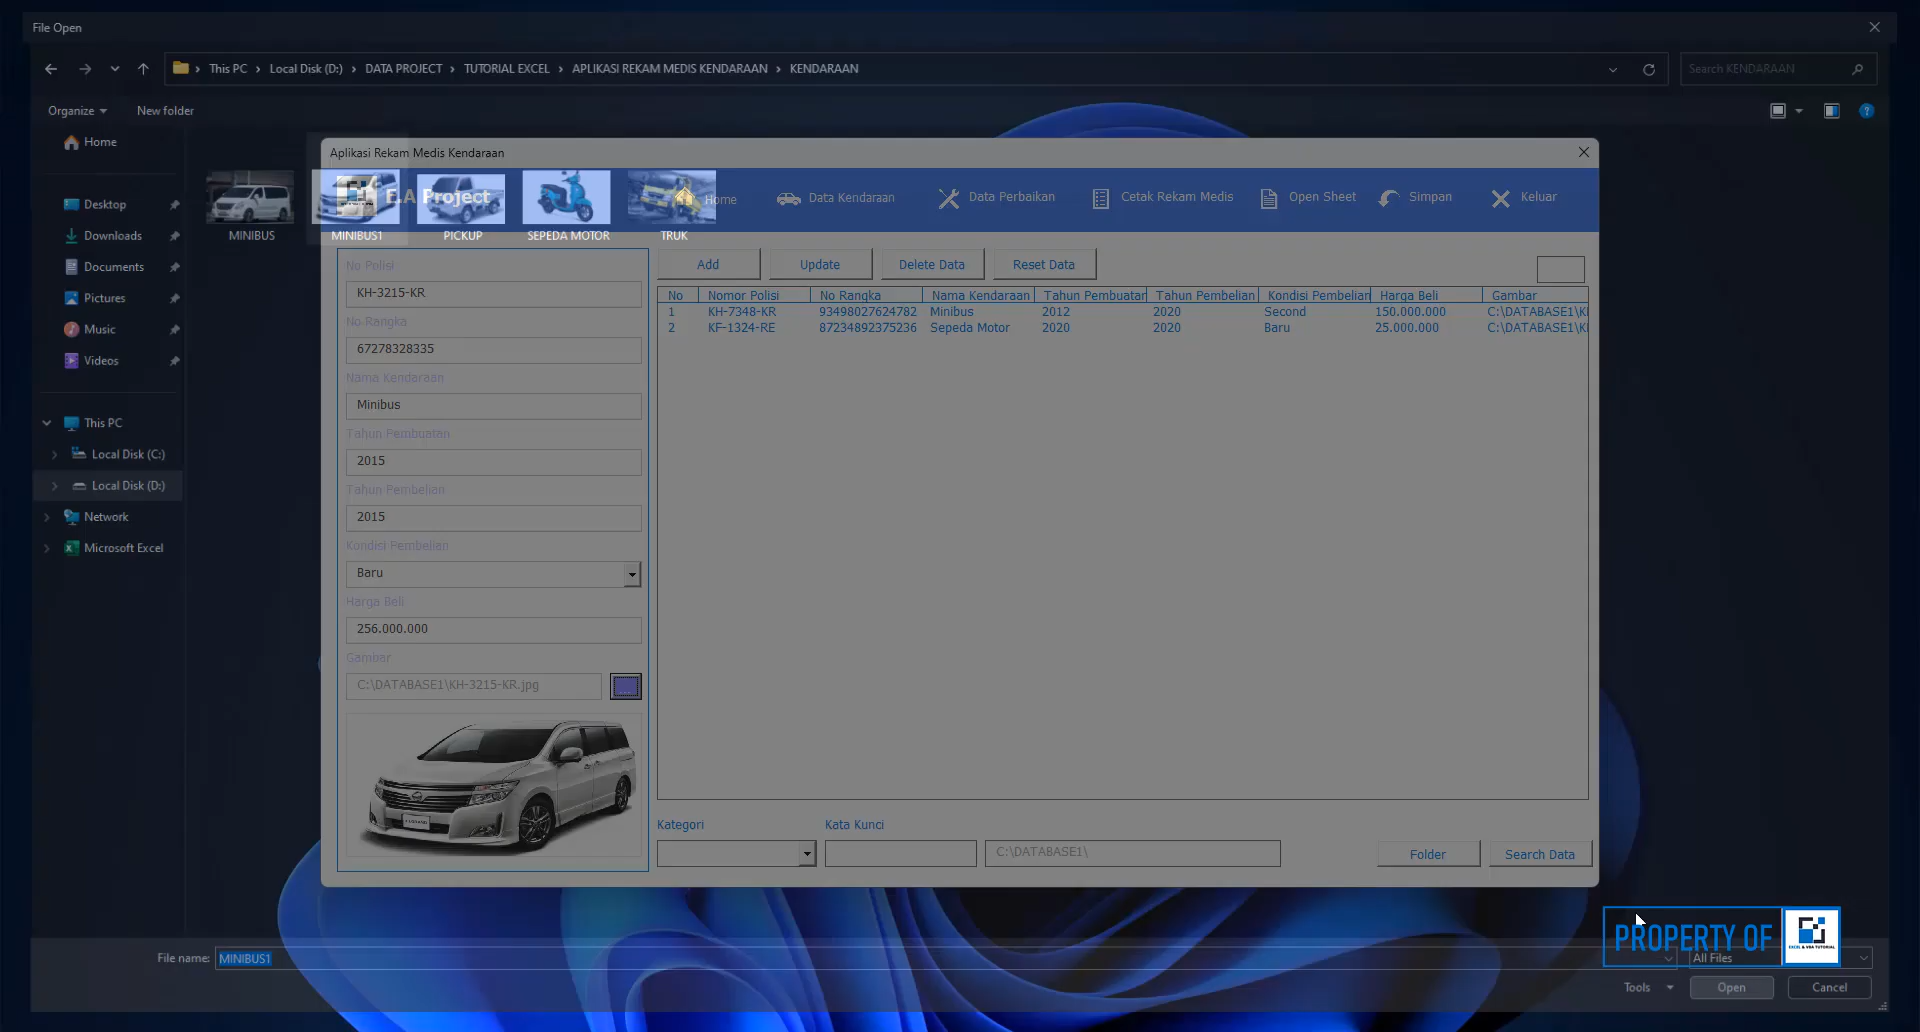 File Open
This PC > Local Disk (D:) > DATA PROJECT > TUTORIAL EXCEL > APLIKASI REKAM MEDIS KENDARAAN > KENDARAAN
Search KENDARAAN
Organize
New folder
Home
Desktop
Downloads
Documents
Pictures
Music
Videos
This PC
Local Disk (C:)
Local Disk (D:)
Network
Microsoft Excel
MINIBUS
MINIBUS1
PICKUP
SEPEDA MOTOR
TRUK
Aplikasi Rekam Medis Kendaraan
E.A Project
Home
Data Kendaraan
Data Perbaikan
Cetak Rekam Medis
Open Sheet
Simpan
Keluar
No Polisi
KH-3215-KR
No Rangka
67278328335
Nama Kendaraan
Minibus
Tahun Pembuatan
2015
Tahun Pembelian
2015
Kondisi Pembelian
Baru
Harga Beli
256.000.000
Gambar
C:\DATABASE1\KH-3215-KR.jpg
Add
Update
Delete Data
Reset Data
No Nomor Polisi No Rangka Nama Kendaraan Tahun Pembuatan Tahun Pembelian Kondisi Pembelian Harga Beli Gambar
1 KH-7348-KR 93498027624782 Minibus 2012 2020 Second 150.000.000 C:\DATABASE1\K
2 KF-1324-RE 87234892375236 Sepeda Motor 2020 2020 Baru 25.000.000 C:\DATABASE1\K
Kategori
Kata Kunci
C:\DATABASE1\
Folder
Search Data
File name: MINIBUS1
All Files
Tools
Open
Cancel
PROPERTY OF
EXCEL & VBA TUTORIAL